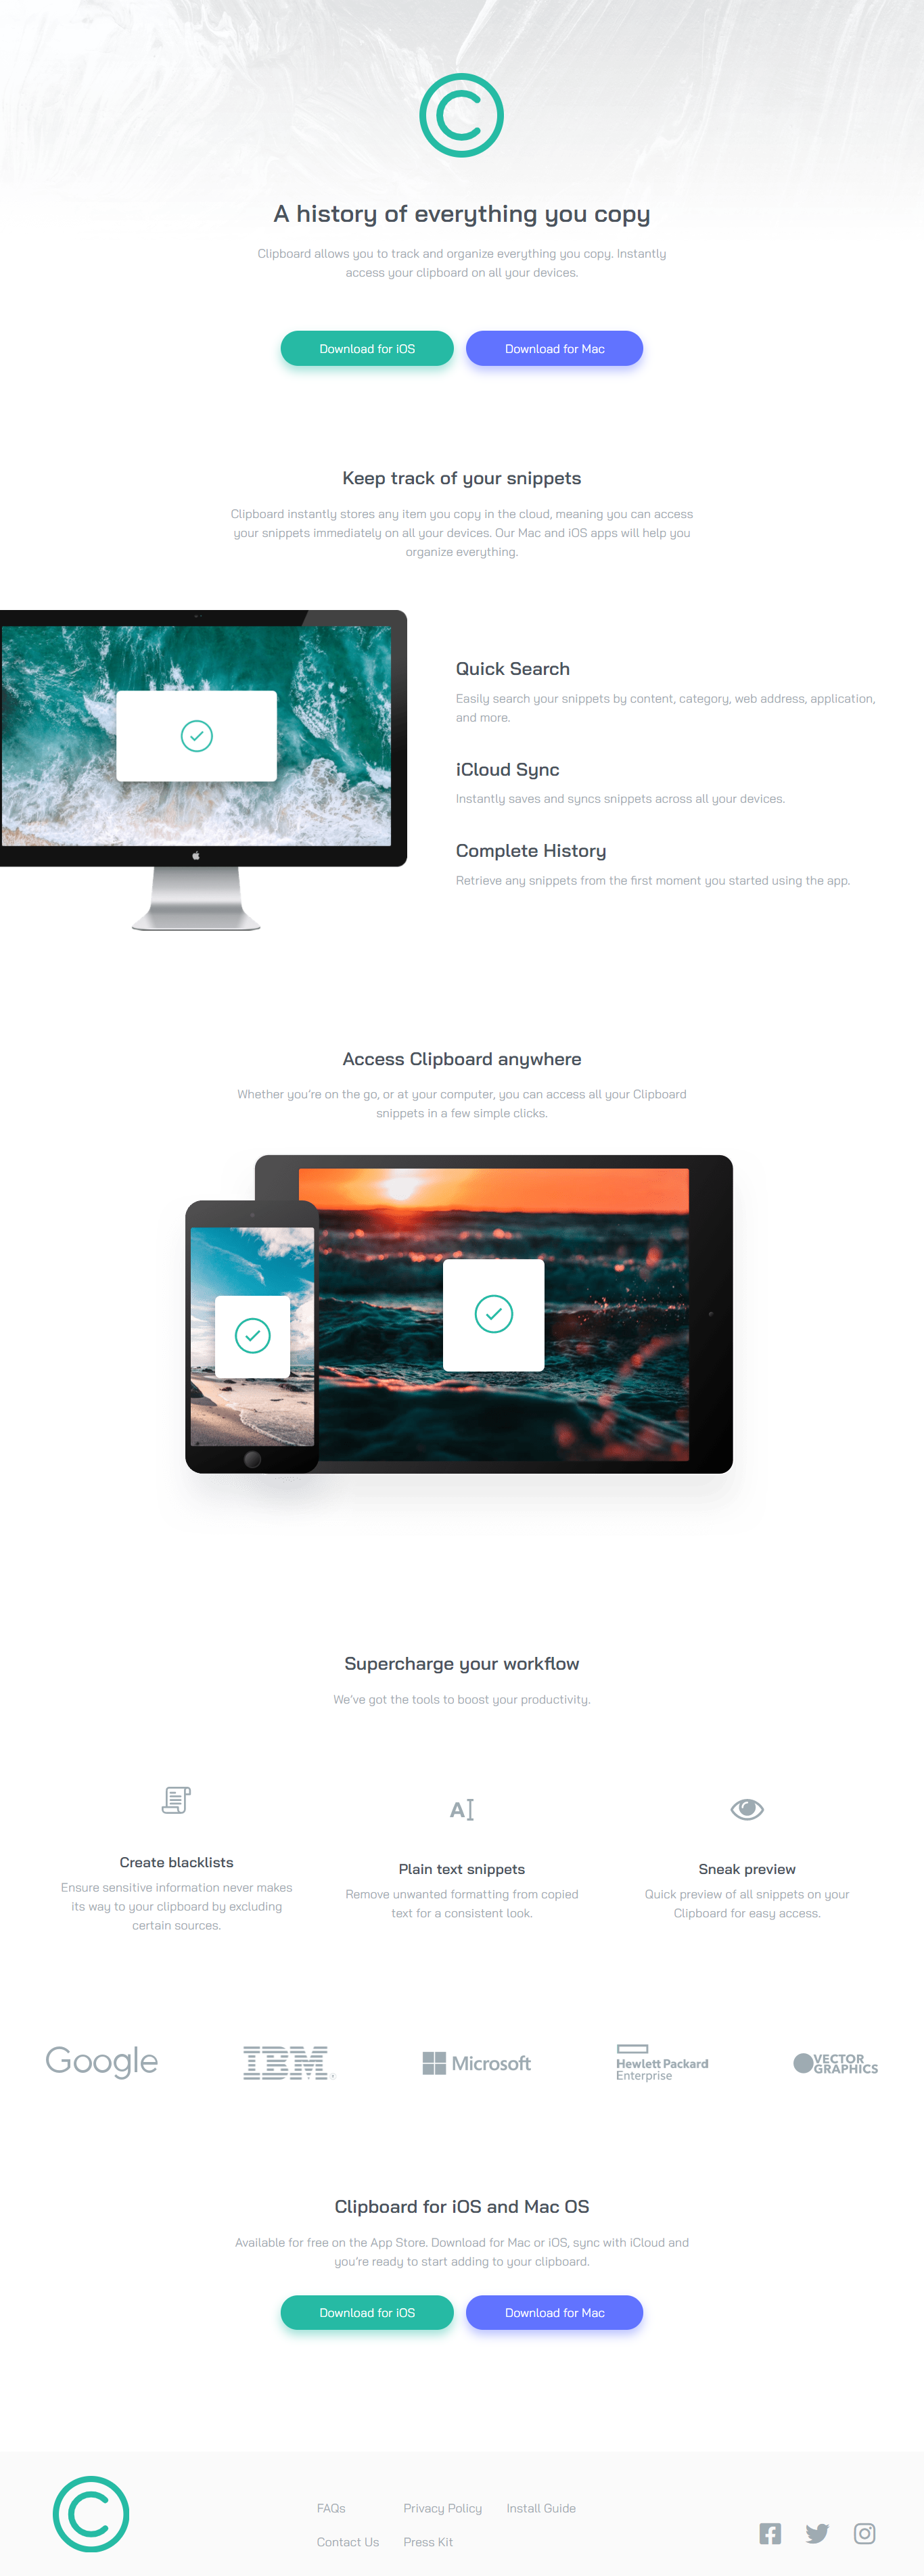 A history of everything you copy
Clipboard allows you to track and organize everything you copy. Instantly
access your clipboard on all your devices.
Download for iOS
Download for Mac
Keep track of your snippets
Clipboard instantly stores any item you copy in the cloud, meaning you can access
your snippets immediately on all your devices. Our Mac and iOS apps will help you
organize everything.
Quick Search
Easily search your snippets by content, category, web address, application,
and more.
iCloud Sync
Instantly saves and syncs snippets across all your devices.
Complete History
Retrieve any snippets from the first moment you started using the app.
Access Clipboard anywhere
Whether you're on the go, or at your computer, you can access all your Clipboard
snippets in a few simple clicks.
Supercharge your workflow
We've got the tools to boost your productivity.
Create blacklists
Ensure sensitive information never makes
its way to your clipboard by excluding
certain sources.
Plain text snippets
Remove unwanted formatting from copied
text for a consistent look.
Sneak preview
Quick preview of all snippets on your
Clipboard for easy access.
Google
IBM
Microsoft
Hewlett Packard
Enterprise
VECTOR
GRAPHICS
Clipboard for iOS and Mac OS
Available for free on the App Store. Download for Mac or iOS, sync with iCloud and
you're ready to start adding to your clipboard.
Download for iOS
Download for Mac
FAQs
Privacy Policy
Install Guide
Contact Us
Press Kit